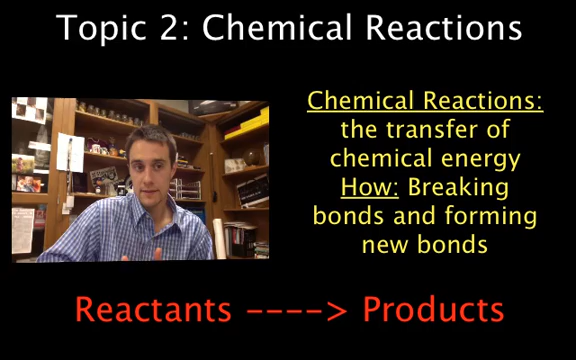 Topic 2: Chemical Reactions
Chemical Reactions:
the transfer of
chemical energy
How: Breaking
bonds and forming
new bonds
Reactants ----> Products